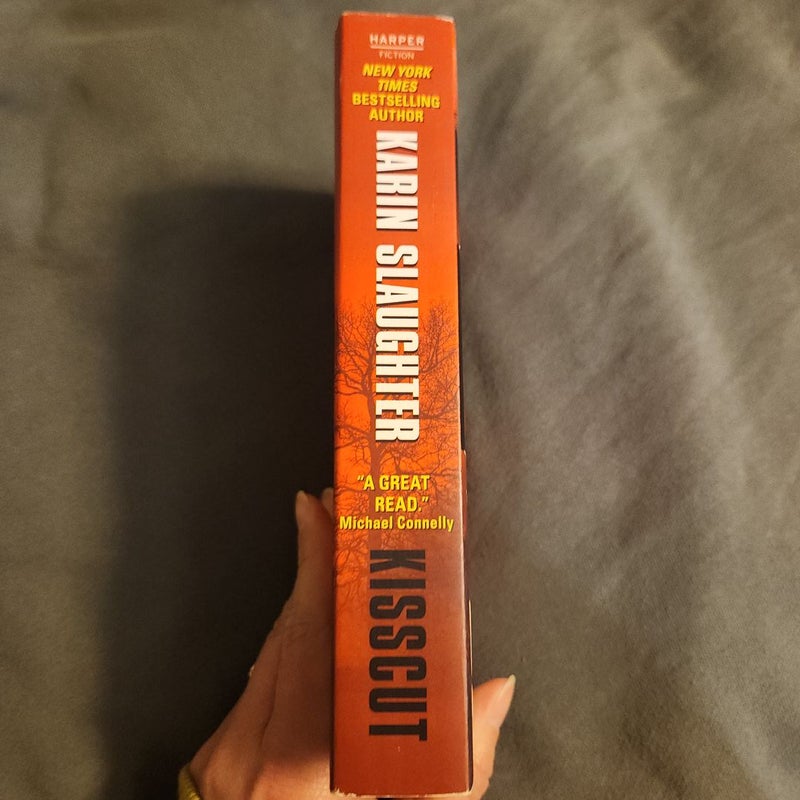 HARPER
FICTION
NEW YORK
TIMES
BESTSELLING
AUTHOR
KARIN SLAUGHTER
"A GREAT
READ."
Michael Connelly
KISSCUT